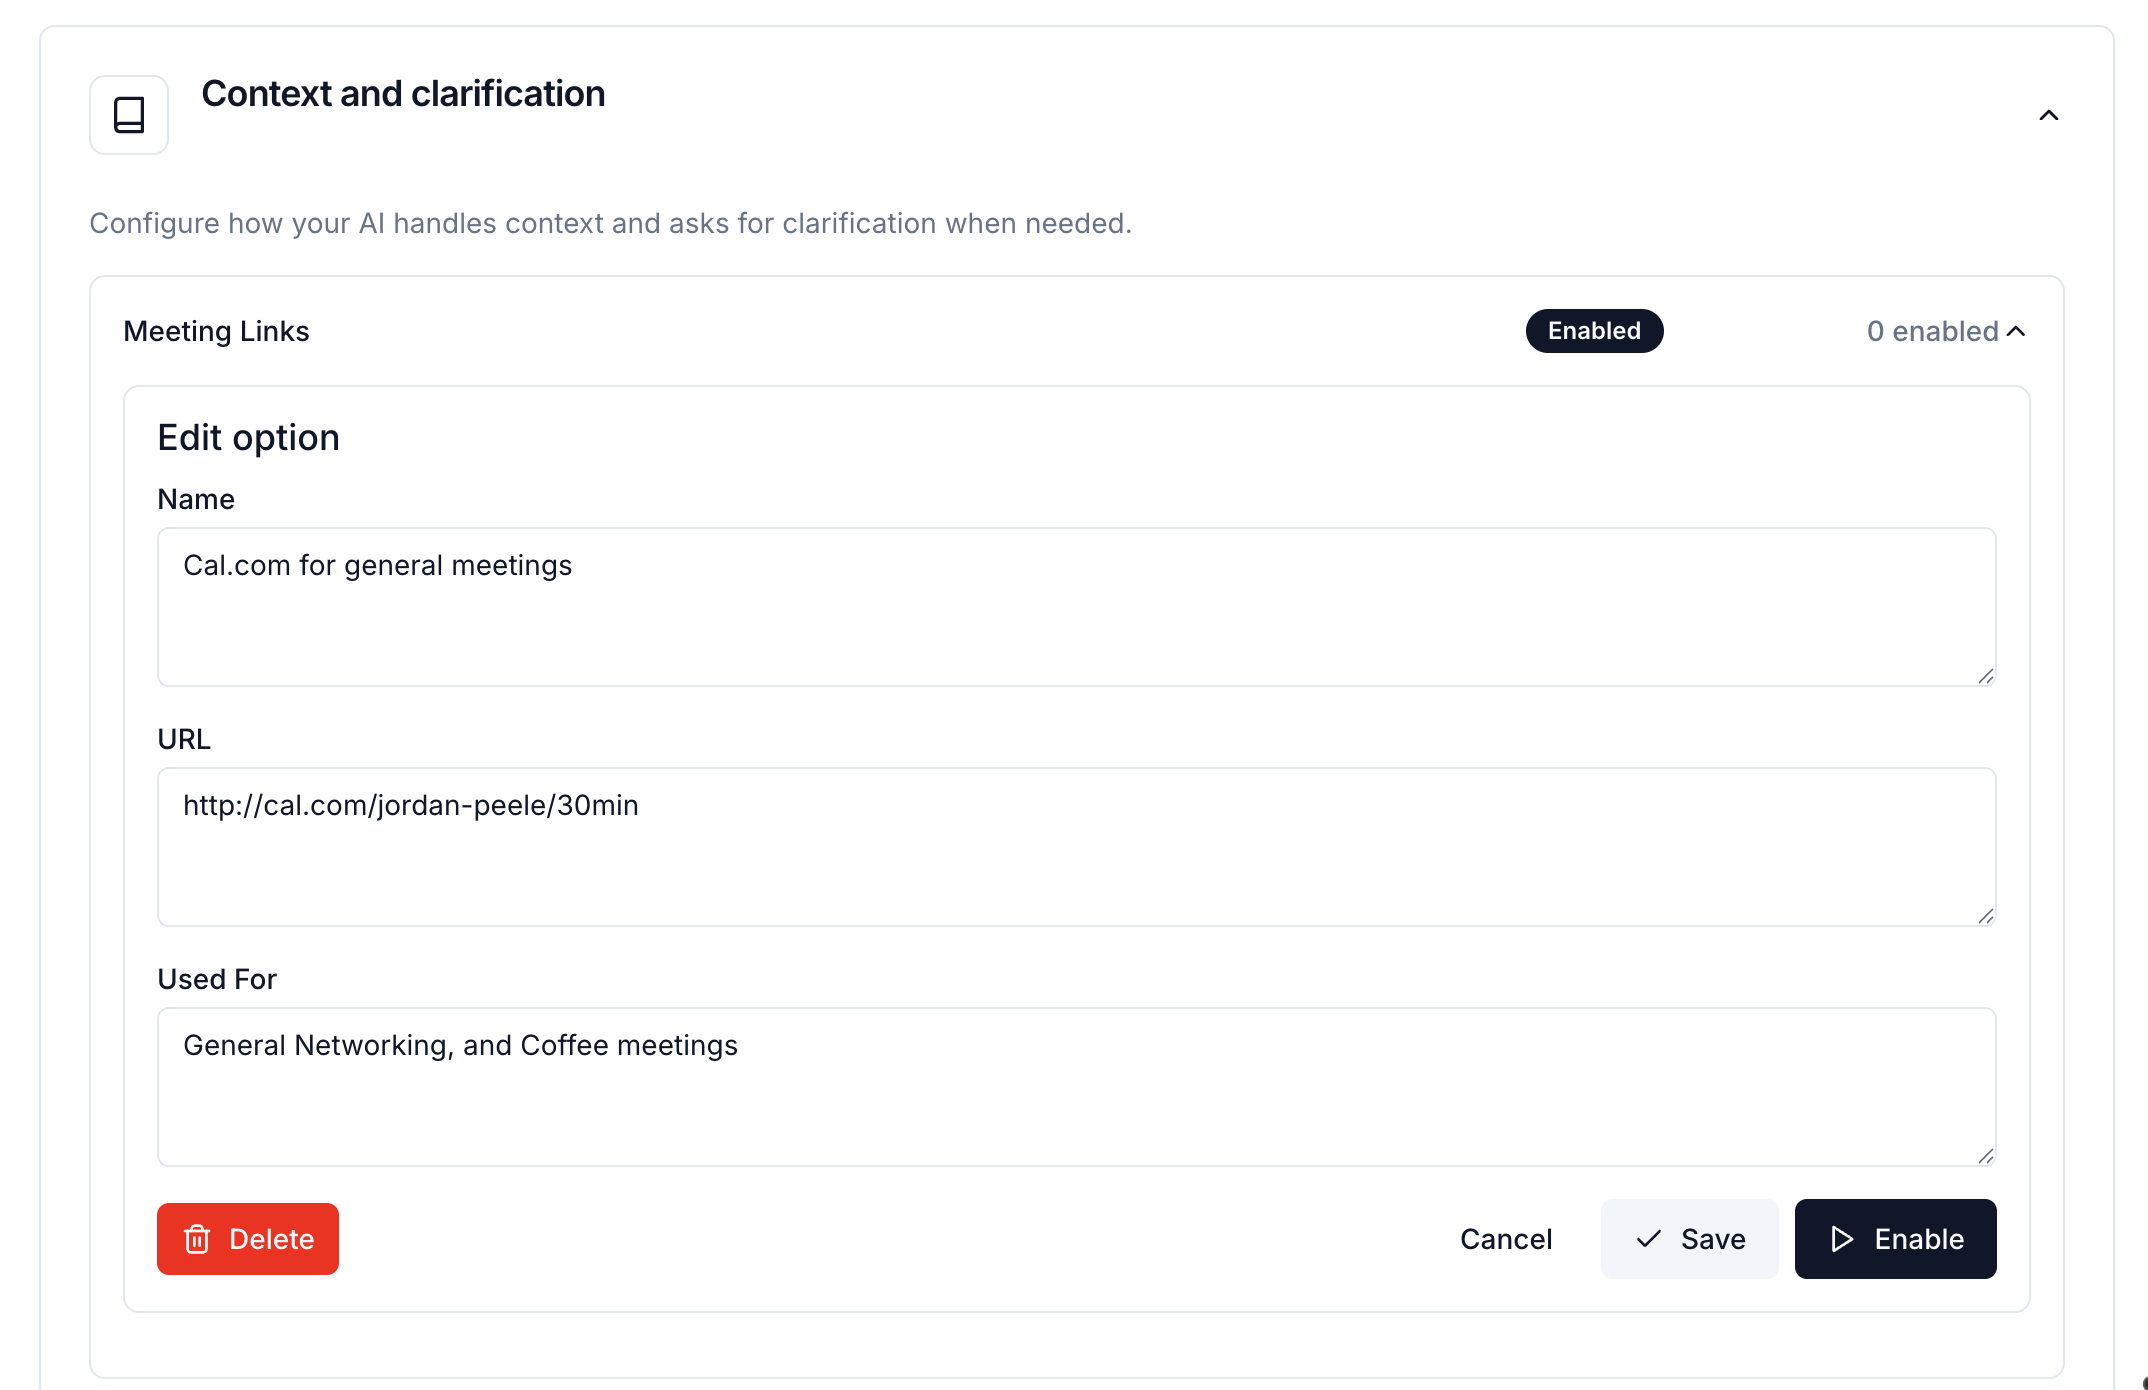 Context and clarification
Configure how your AI handles context and asks for clarification when needed.
Meeting Links
Enabled
0 enabled
Edit option
Name
Cal.com for general meetings
URL
http://cal.com/jordan-peele/30min
Used For
General Networking, and Coffee meetings
Delete
Cancel
Save
Enable